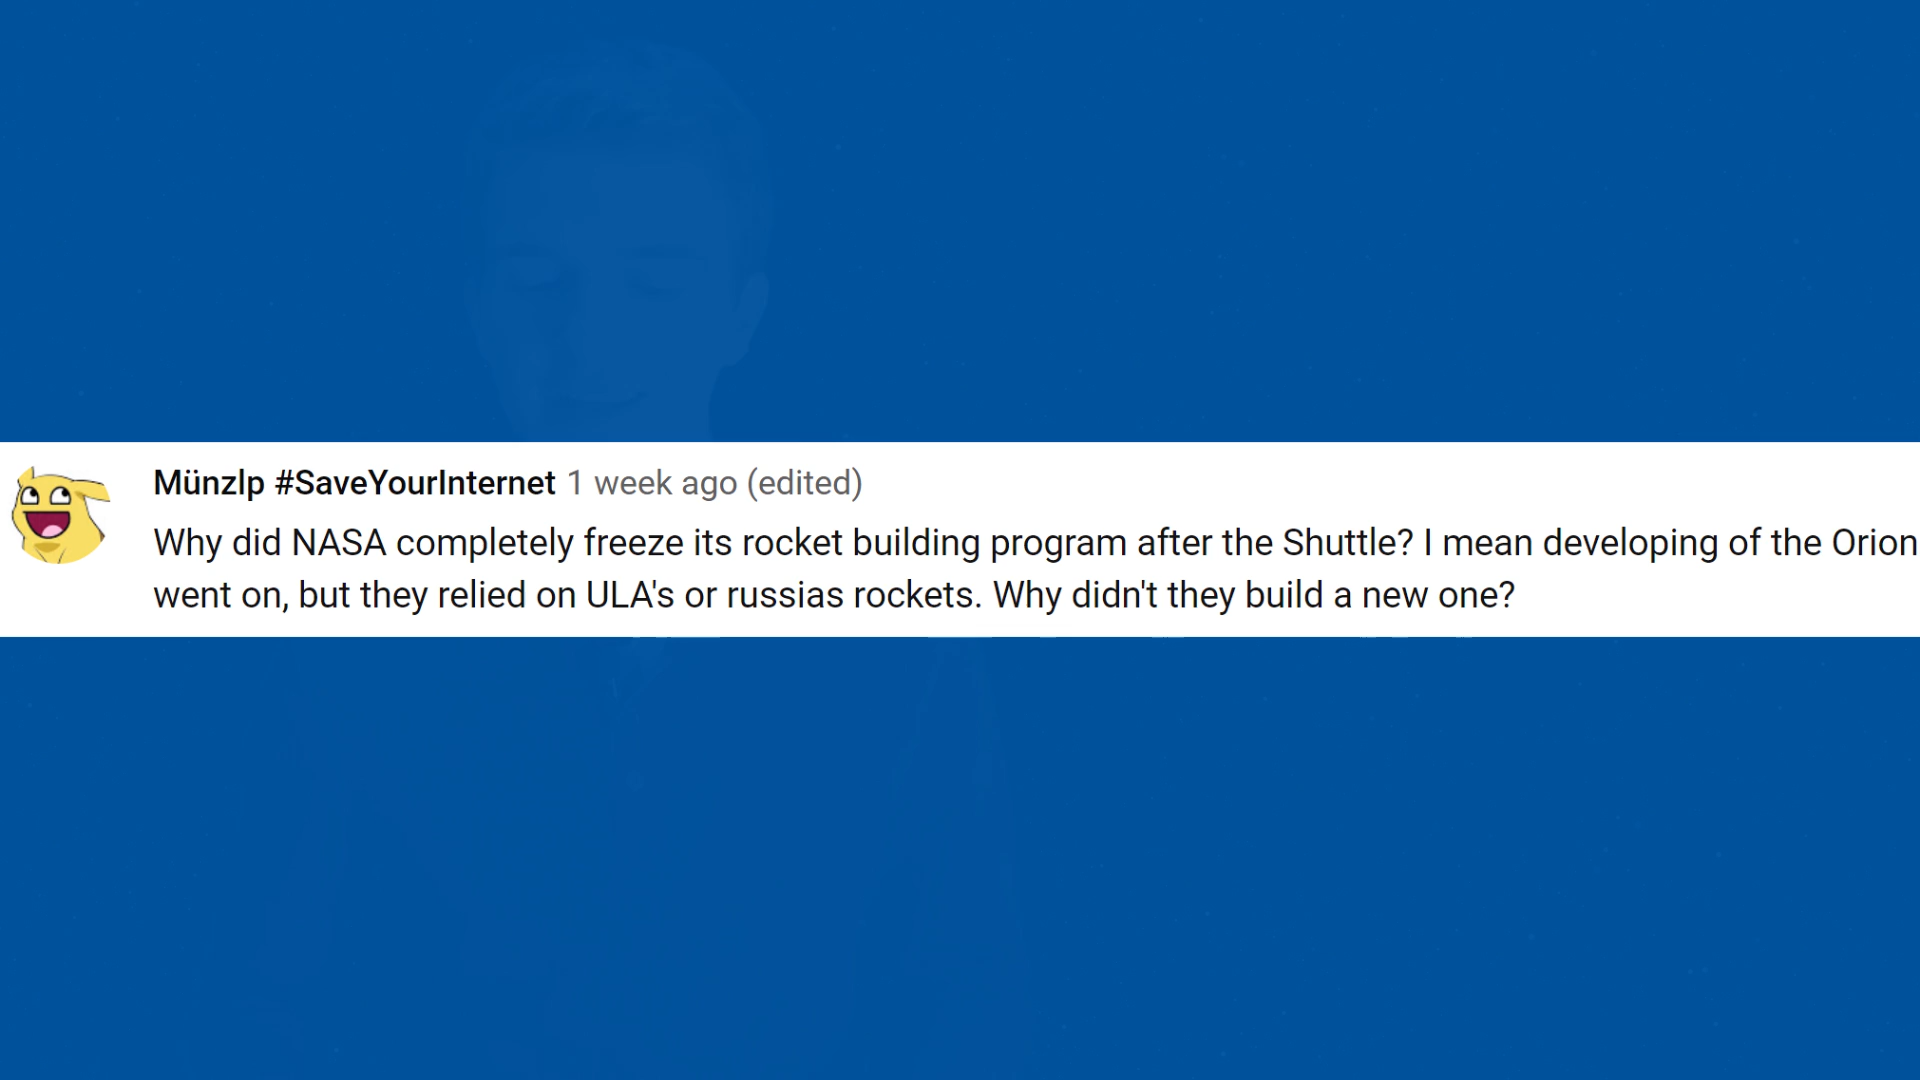 Münzlp #SaveYourInternet 1 week ago (edited)
Why did NASA completely freeze its rocket building program after the Shuttle? I mean developing of the Orion
went on, but they relied on ULA's or russias rockets. Why didn't they build a new one?